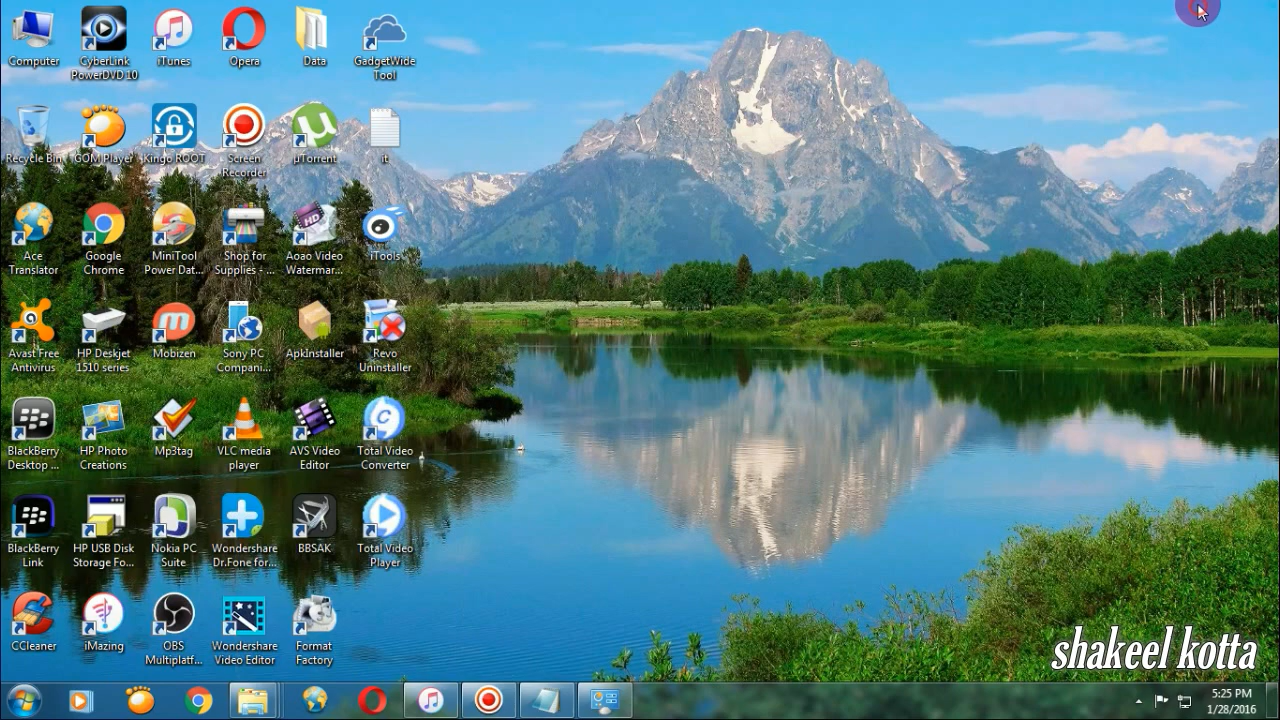 Computer
CyberLink
PowerDVD 10
iTunes
Opera
Data
GadgetWide
Tool
Recycle Bin
GOM Player
Kingo ROOT
Screen
Recorder
µTorrent
it
Ace
Translator
Google
Chrome
MiniTool
Power Dat...
Shop for
Supplies - ...
HD
Aoao Video
Watermar...
iTools
Avast Free
Antivirus
HP Deskjet
1510 series
Mobizen
Sony PC
Compani...
ApkInstaller
Revo
Uninstaller
BlackBerry
Desktop ...
HP Photo
Creations
Mp3tag
VLC media
player
AVS Video
Editor
Total Video
Converter
BlackBerry
Link
HP USB Disk
Storage Fo...
Nokia PC
Suite
Wondershare
Dr.Fone for...
BBSAK
Total Video
Player
CCleaner
iMazing
OBS
Multiplatf...
Wondershare
Video Editor
Format
Factory
shakeel kotta
5:25 PM
1/28/2016